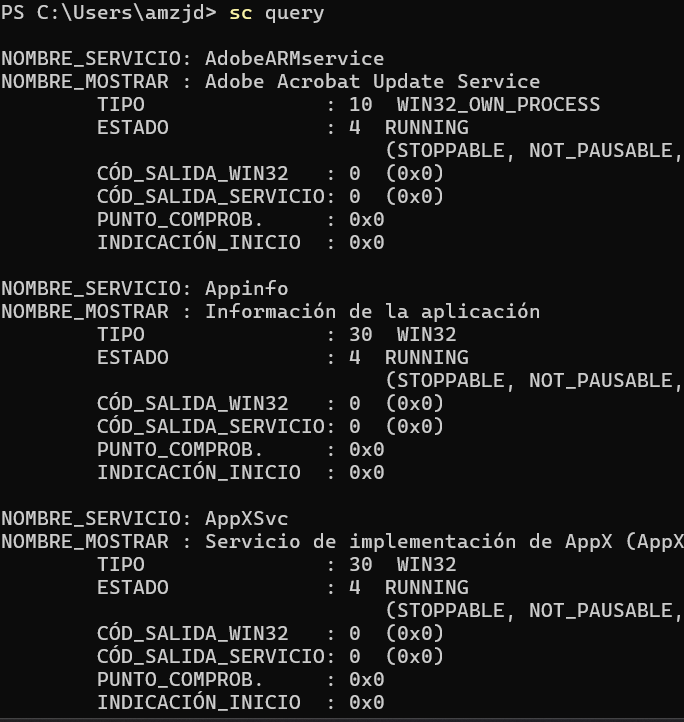 PS C:\Users\amzjd> sc query
NOMBRE_SERVICIO: AdobeARMservice
NOMBRE_MOSTRAR : Adobe Acrobat Update Service
        TIPO               : 10  WIN32_OWN_PROCESS
        ESTADO             : 4  RUNNING
                                (STOPPABLE, NOT_PAUSABLE,
        CÓD_SALIDA_WIN32   : 0  (0x0)
        CÓD_SALIDA_SERVICIO: 0  (0x0)
        PUNTO_COMPROB.     : 0x0
        INDICACIÓN_INICIO  : 0x0
NOMBRE_SERVICIO: Appinfo
NOMBRE_MOSTRAR : Información de la aplicación
        TIPO               : 30  WIN32
        ESTADO             : 4  RUNNING
                                (STOPPABLE, NOT_PAUSABLE,
        CÓD_SALIDA_WIN32   : 0  (0x0)
        CÓD_SALIDA_SERVICIO: 0  (0x0)
        PUNTO_COMPROB.     : 0x0
        INDICACIÓN_INICIO  : 0x0
NOMBRE_SERVICIO: AppXSvc
NOMBRE_MOSTRAR : Servicio de implementación de AppX (AppX
        TIPO               : 30  WIN32
        ESTADO             : 4  RUNNING
                                (STOPPABLE, NOT_PAUSABLE,
        CÓD_SALIDA_WIN32   : 0  (0x0)
        CÓD_SALIDA_SERVICIO: 0  (0x0)
        PUNTO_COMPROB.     : 0x0
        INDICACIÓN_INICIO  : 0x0